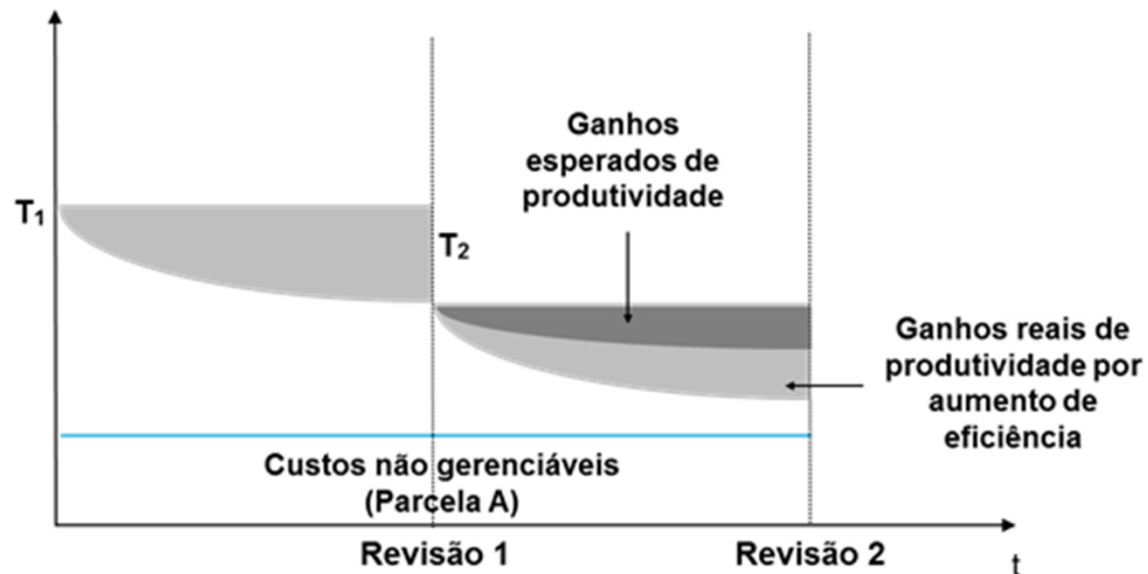 Ganhos
esperados de
produtividade
T₁
T₂
Ganhos reais de
produtividade por
aumento de
eficiência
Custos não gerenciáveis
(Parcela A)
Revisão 1
Revisão 2
t